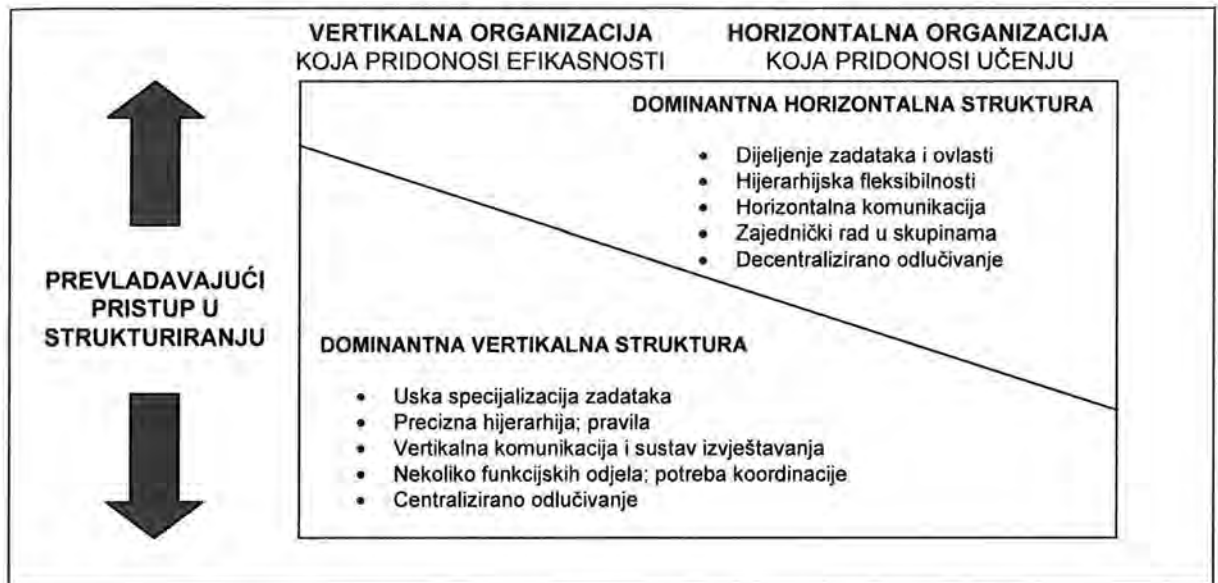 VERTIKALNA ORGANIZACIJA
KOJA PRIDONOSI EFIKASNOSTI
HORIZONTALNA ORGANIZACIJA
KOJA PRIDONOSI UČENJU
DOMINANTNA HORIZONTALNA STRUKTURA
• Dijeljenje zadataka i ovlasti
• Hijerarhijska fleksibilnosti
• Horizontalna komunikacija
• Zajednički rad u skupinama
• Decentralizirano odlučivanje
PREVLADAVAJUĆI
PRISTUP U
STRUKTURIRANJU
DOMINANTNA VERTIKALNA STRUKTURA
• Uska specijalizacija zadataka
• Precizna hijerarhija; pravila
• Vertikalna komunikacija i sustav izvještavanja
• Nekoliko funkcijskih odjela; potreba koordinacije
• Centralizirano odlučivanje